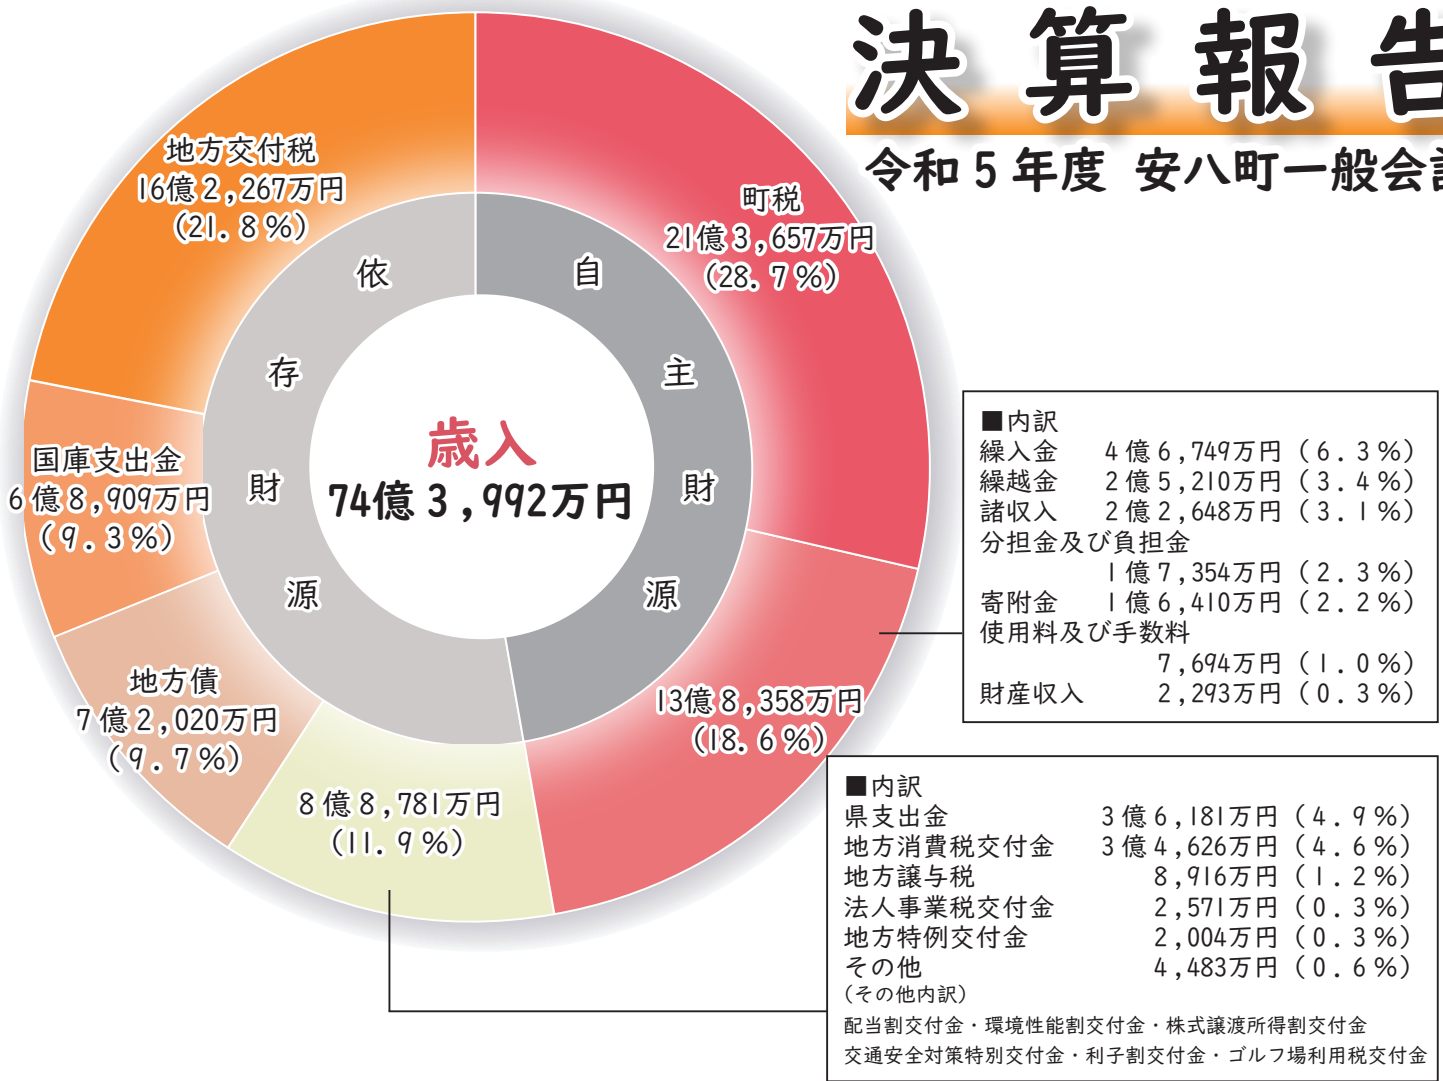 決算報告
令和5年度 安八町一般会計
地方交付税
16億2,267万円
(21.8%)
町税
21億3,657万円
(28.7%)
依存財源
自主財源
歳入
74億3,992万円
国庫支出金
6億8,909万円
(9.3%)
地方債
7億2,020万円
(9.7%)
8億8,781万円
(11.9%)
13億8,358万円
(18.6%)
■内訳
繰入金 4億6,749万円(6.3%)
繰越金 2億5,210万円(3.4%)
諸収入 2億2,648万円(3.1%)
分担金及び負担金
1億7,354万円(2.3%)
寄附金 1億6,410万円(2.2%)
使用料及び手数料
7,694万円(1.0%)
財産収入 2,293万円(0.3%)
■内訳
県支出金 3億6,181万円(4.9%)
地方消費税交付金 3億4,626万円(4.6%)
地方譲与税 8,916万円(1.2%)
法人事業税交付金 2,571万円(0.3%)
地方特例交付金 2,004万円(0.3%)
その他 4,483万円(0.6%)
(その他内訳)
配当割交付金・環境性能割交付金・株式譲渡所得割交付金
交通安全対策特別交付金・利子割交付金・ゴルフ場利用税交付金